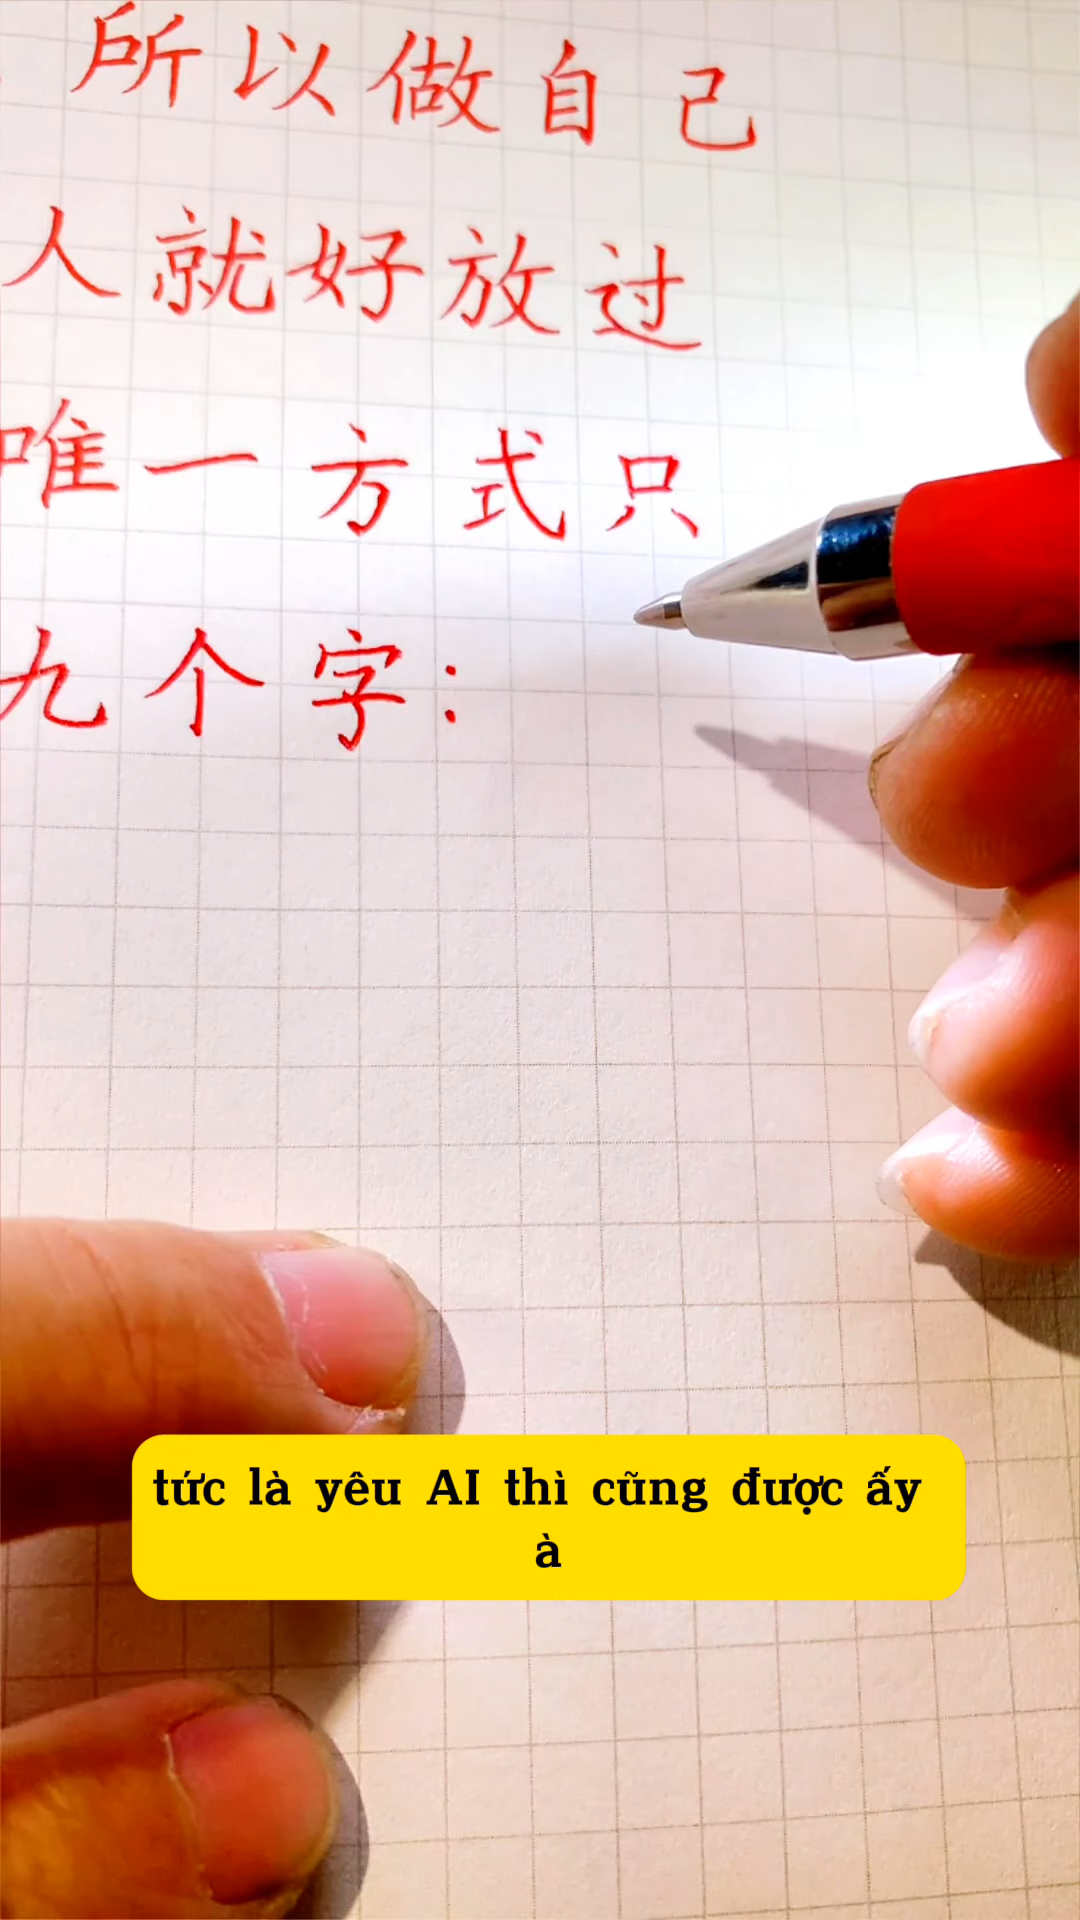 所以做自己
人就好放过
唯一方式只
九个字:
tức là yêu AI thì cũng được ấy
à